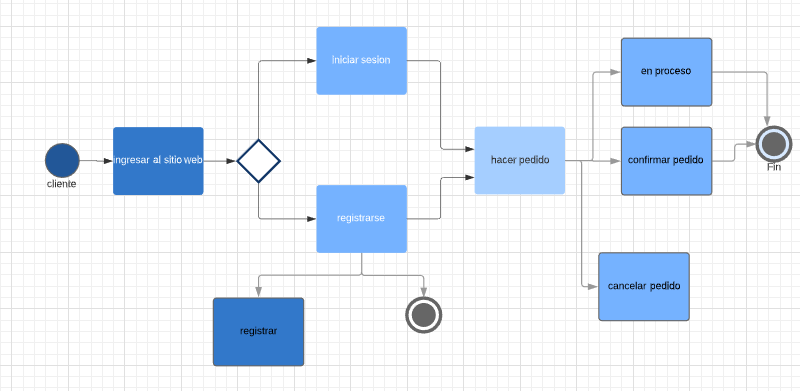 cliente
ingresar al sitio web
iniciar sesion
registrarse
registrar
hacer pedido
en proceso
confirmar pedido
cancelar pedido
Fin